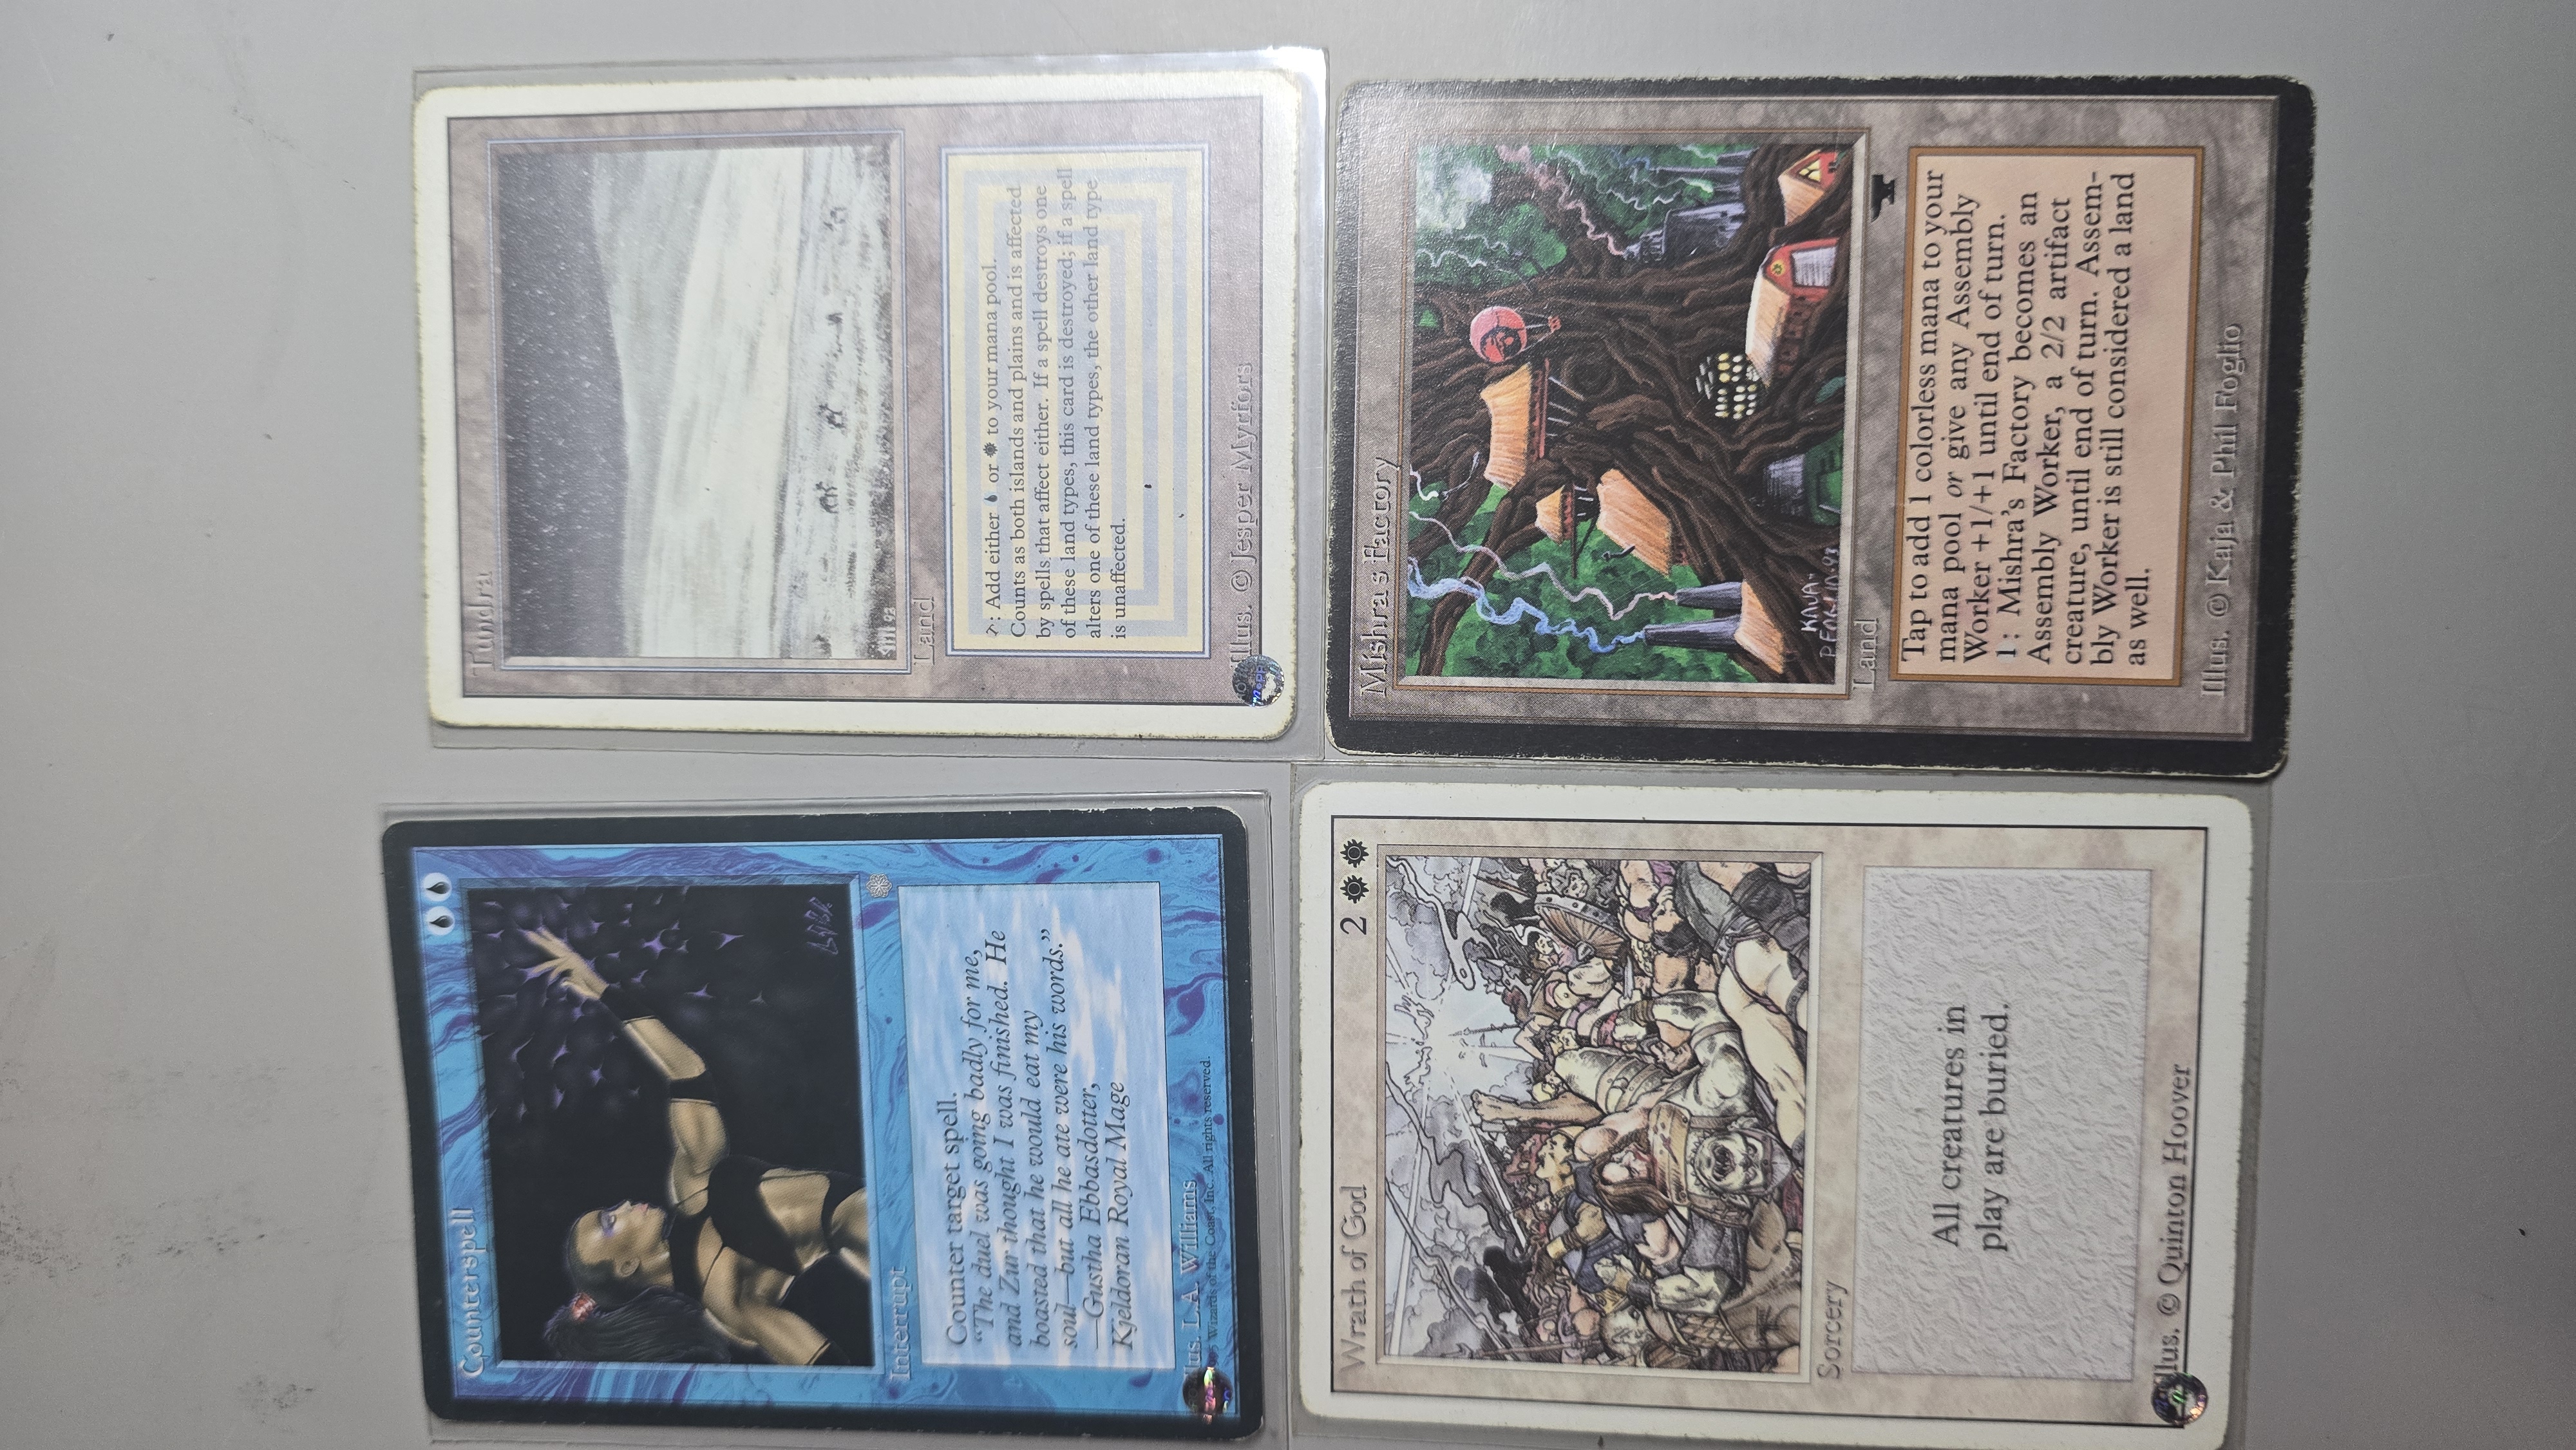 Counterspell
Interrupt
Counter target spell.
“The duel was going badly for me,
and Zur thought I was finished. He
boasted that he would eat my
soul—but all he ate were his words.”
—Gustha Ebbasdotter,
Kjeldoran Royal Mage
llus. L.A. Williams
Wizards of the Coast, Inc. All rights reserved.
Tundra
Land
: Add either or to your mana pool.
Counts as both islands and plains and is affected
by spells that affect either. If a spell destroys one
of these land types, this card is destroyed; if a spell
alters one of these land types, the other land type
is unaffected.
Illus. © Jesper Myrfors
Wrath of God
2
Sorcery
All creatures in
play are buried.
Illus. © Quinton Hoover
Mishra's Factory
KAJA-
P.FOGLIO.93
Land
Tap to add 1 colorless mana to your
mana pool or give any Assembly
Worker +1/+1 until end of turn.
1: Mishra's Factory becomes an
Assembly Worker, a 2/2 artifact
creature, until end of turn. Assem-
bly Worker is still considered a land
as well.
Illus. © Kaja & Phil Foglio